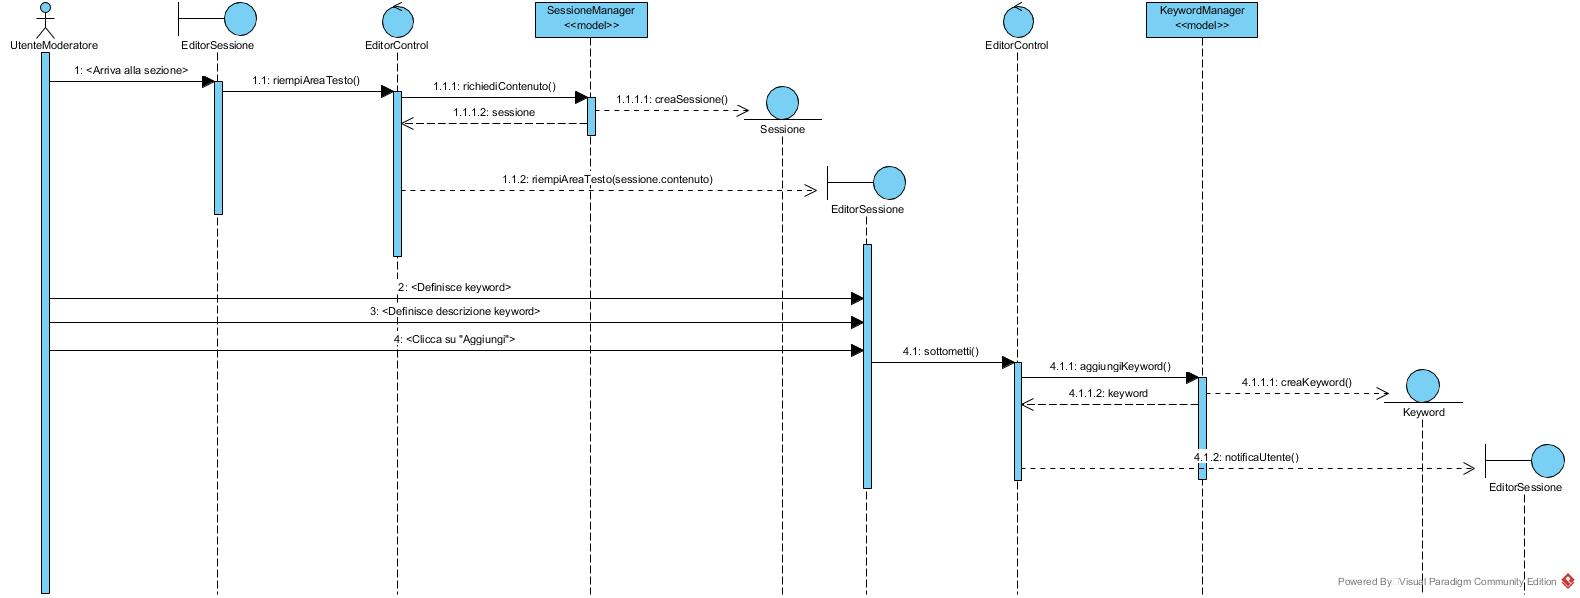 SessioneManager
<<model>>
KeywordManager
<<model>>
UtenteModeratore
EditorSessione
EditorControl
EditorControl
1: <Arriva alla sezione>
1.1: riempiAreaTesto()
1.1.1: richiediContenuto()
1.1.1.1: creaSessione()
1.1.1.2: sessione
Sessione
1.1.2: riempiAreaTesto(sessione.contenuto)
EditorSessione
2: <Definisce keyword>
3: <Definisce descrizione keyword>
4: <Clicca su "Aggiungi">
4.1: sottometti()
4.1.1: aggiungiKeyword()
4.1.1.1: creaKeyword()
4.1.1.2: keyword
Keyword
4.1.2: notificaUtente()
EditorSessione
Powered By Visual Paradigm Community Edition